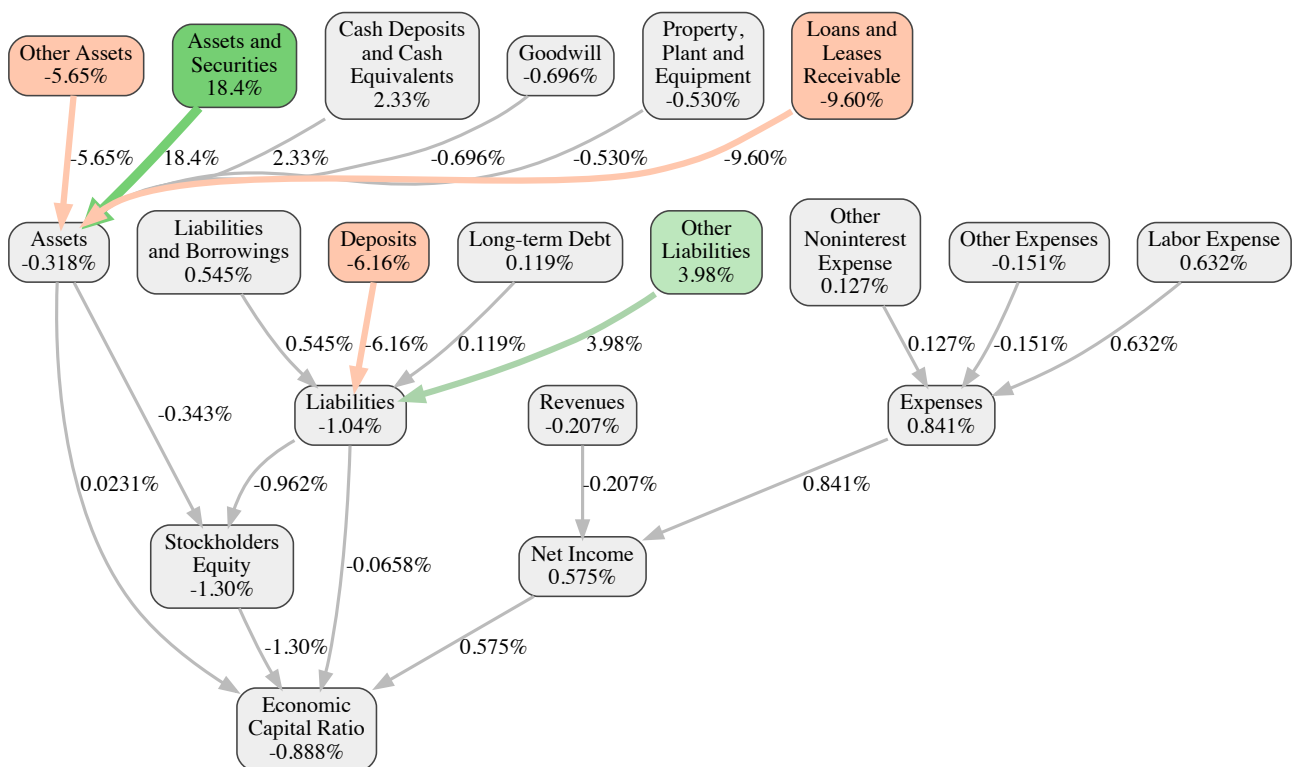 Other Assets
-5.65%
Assets and
Securities
18.4%
Cash Deposits
and Cash
Equivalents
2.33%
Goodwill
-0.696%
Property,
Plant and
Equipment
-0.530%
Loans and
Leases
Receivable
-9.60%
-5.65%
18.4%
2.33%
-0.696%
-0.530%
-9.60%
Assets
-0.318%
Liabilities
and Borrowings
0.545%
Deposits
-6.16%
Long-term Debt
0.119%
Other
Liabilities
3.98%
Other
Noninterest
Expense
0.127%
Other Expenses
-0.151%
Labor Expense
0.632%
0.545%
-6.16%
0.119%
3.98%
0.127%
-0.151%
0.632%
-0.343%
Liabilities
-1.04%
Revenues
-0.207%
Expenses
0.841%
0.0231%
-0.962%
-0.207%
0.841%
Stockholders
Equity
-1.30%
-0.0658%
Net Income
0.575%
-1.30%
0.575%
Economic
Capital Ratio
-0.888%